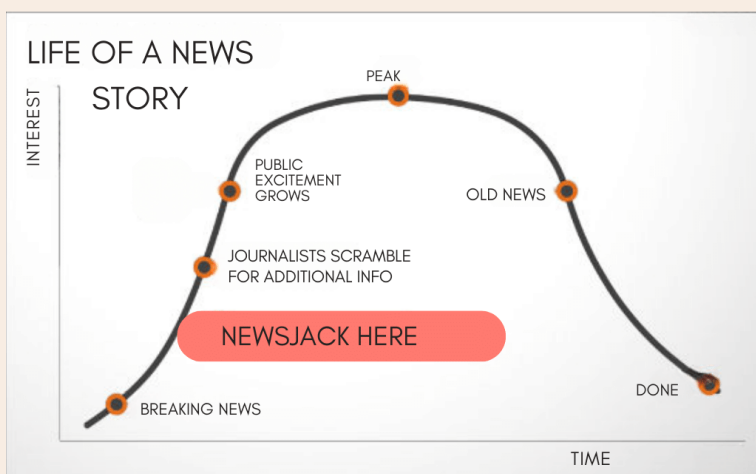 LIFE OF A NEWS
STORY
INTEREST
PEAK
PUBLIC
EXCITEMENT
GROWS
OLD NEWS
JOURNALISTS SCRAMBLE
FOR ADDITIONAL INFO
NEWSJACK HERE
DONE
BREAKING NEWS
TIME